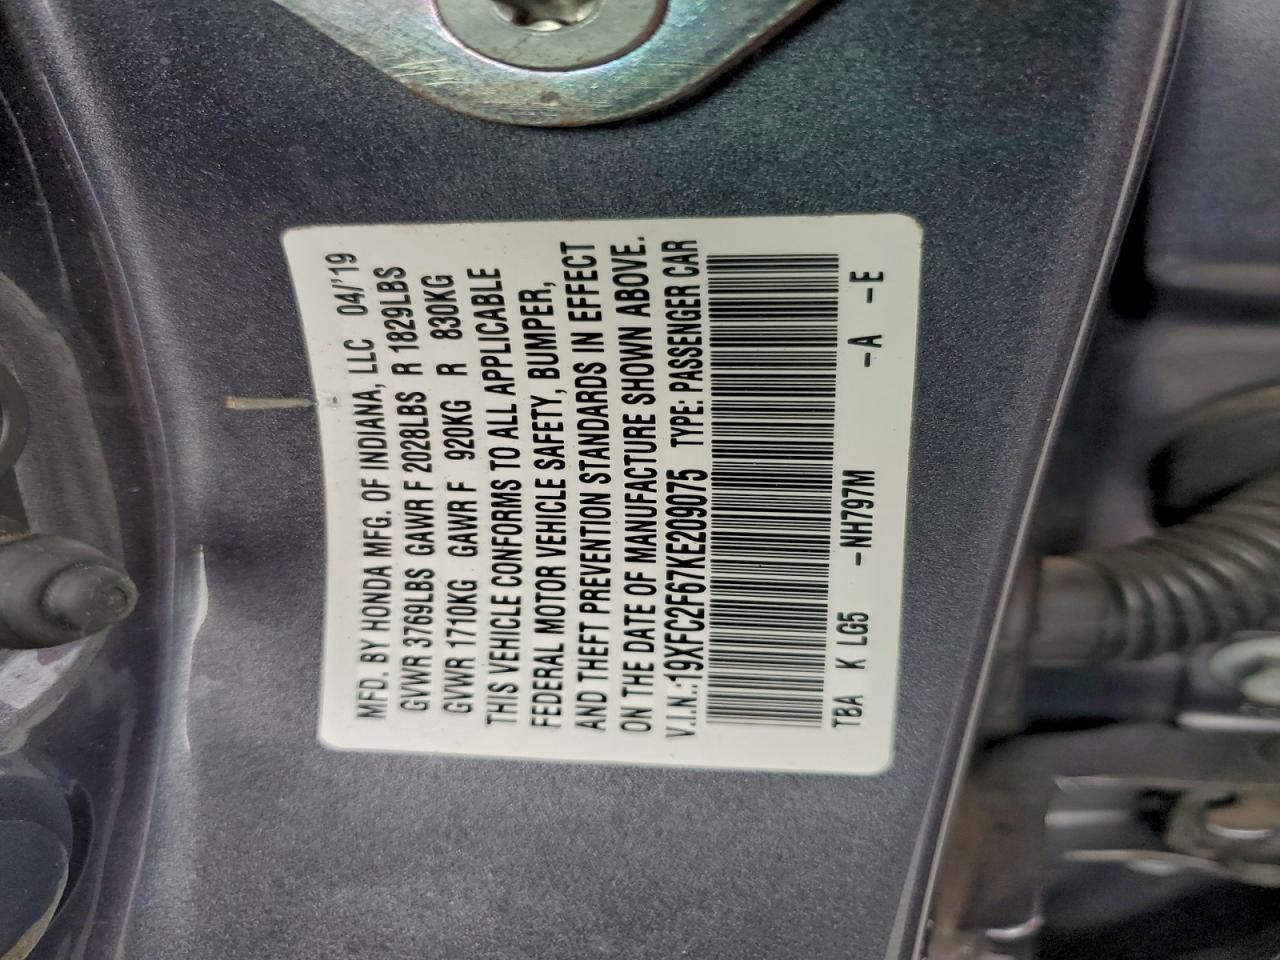 MFD. BY HONDA MFG. OF INDIANA, LLC 04/'19
GVWR 3769LBS GAWR F 2028LBS R 1829LBS
GVWR 1710KG GAWR F 920KG R 830KG
THIS VEHICLE CONFORMS TO ALL APPLICABLE
FEDERAL MOTOR VEHICLE SAFETY, BUMPER,
AND THEFT PREVENTION STANDARDS IN EFFECT
ON THE DATE OF MANUFACTURE SHOWN ABOVE.
V.I.N.:19XFC2F67KE209075 TYPE: PASSENGER CAR
TBA K LG5 -NH797M -A -E